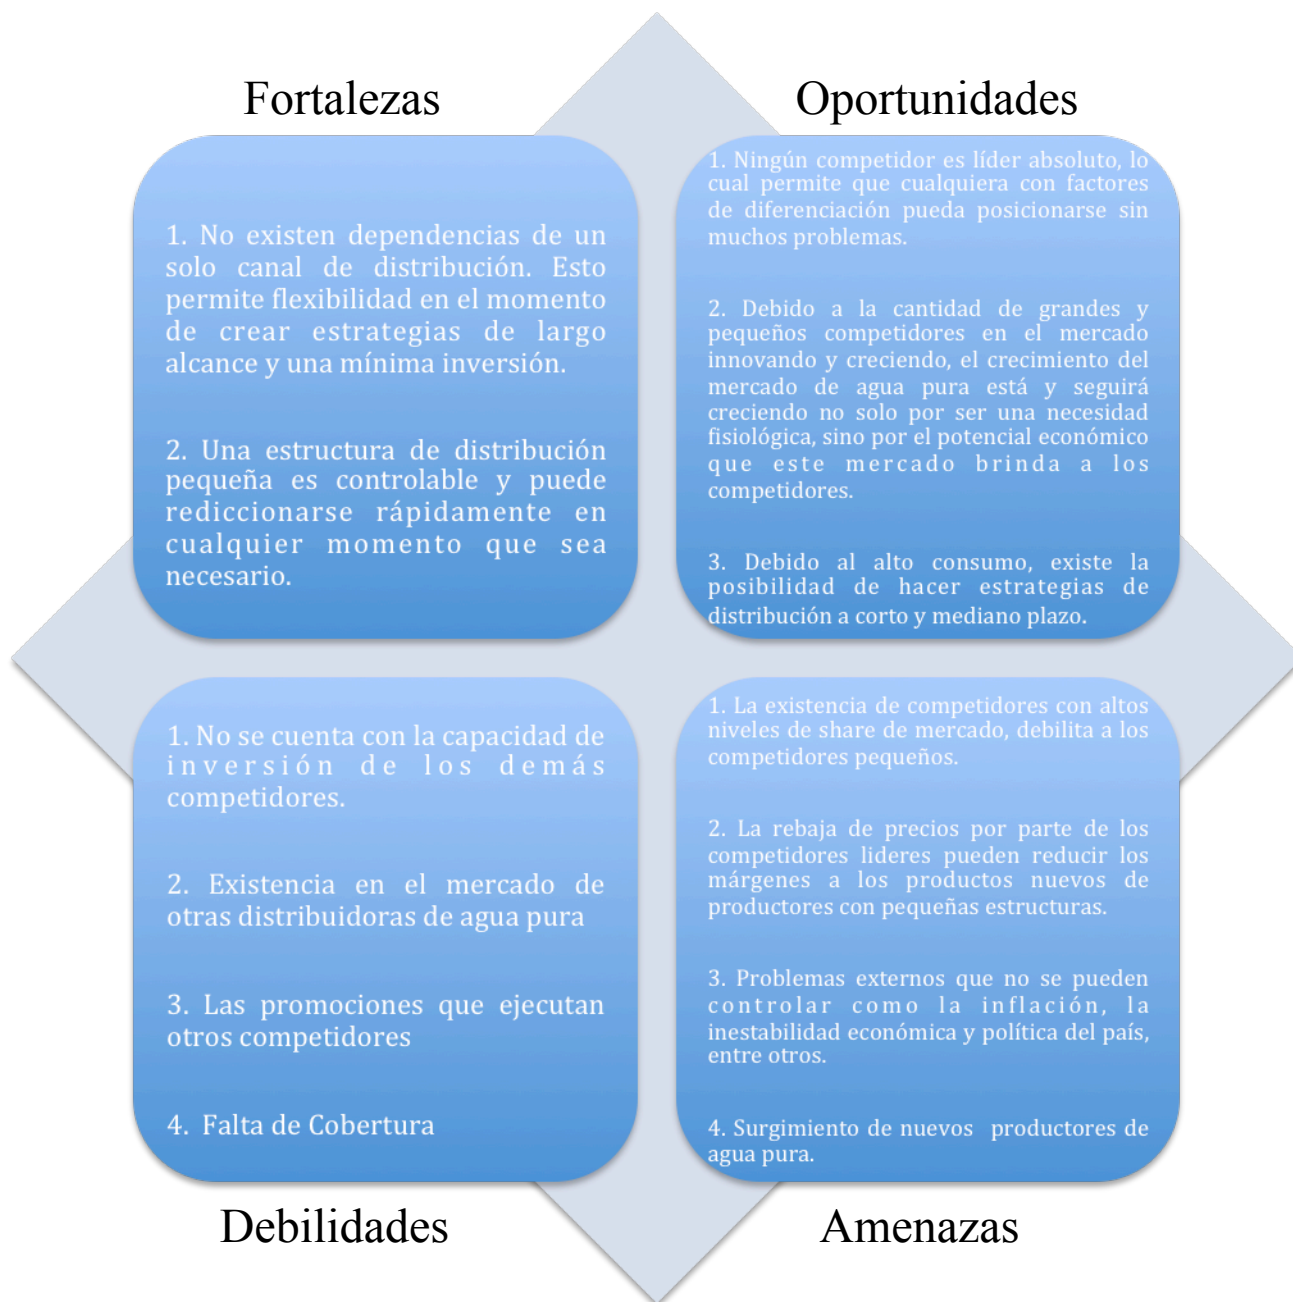 Fortalezas
1. No existen dependencias de un
solo canal de distribución. Esto
permite flexibilidad en el momento
de crear estrategias de largo
alcance y una mínima inversión.
2. Una estructura de distribución
pequeña es controlable y puede
rediccionarse rápidamente en
cualquier momento que sea
necesario.
Oportunidades
1. Ningún competidor es líder absoluto, lo
cual permite que cualquiera con factores
de diferenciación pueda posicionarse sin
muchos problemas.
2. Debido a la cantidad de grandes y
pequeños competidores en el mercado
innovando y creciendo, el crecimiento del
mercado de agua pura está y seguirá
creciendo no solo por ser una necesidad
fisiológica, sino por el potencial económico
que este mercado brinda a los
competidores.
3. Debido al alto consumo, existe la
posibilidad de hacer estrategias de
distribución a corto y mediano plazo.
1. No se cuenta con la capacidad de
inversión de los demás
competidores.
2. Existencia en el mercado de
otras distribuidoras de agua pura
3. Las promociones que ejecutan
otros competidores
4. Falta de Cobertura
Debilidades
1. La existencia de competidores con altos
niveles de share de mercado, debilita a los
competidores pequeños.
2. La rebaja de precios por parte de los
competidores lideres pueden reducir los
márgenes a los productos nuevos de
productores con pequeñas estructuras.
3. Problemas externos que no se pueden
controlar como la inflación, la
inestabilidad económica y política del país,
entre otros.
4. Surgimiento de nuevos productores de
agua pura.
Amenazas